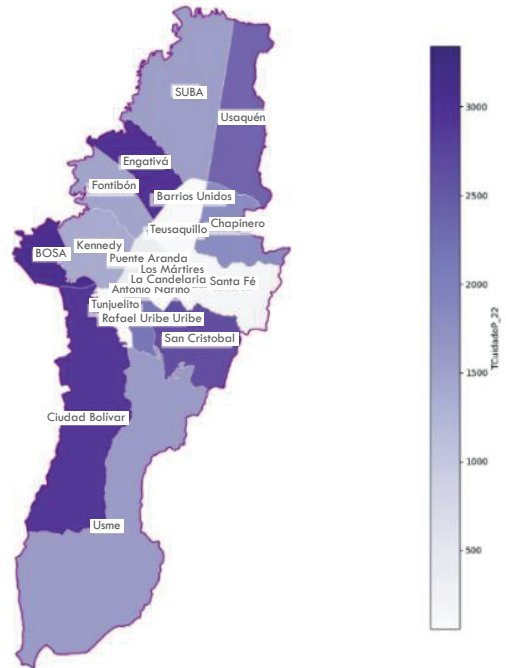 SUBA
Usaquén
Engativá
Fontibón
Barrios Unidos
Chapinero
Teusaquillo
Kennedy
BOSA
Puente Aranda
Los Mártires
La Candelaria
Santa Fé
Antonio Nariño
Tunjuelito
Rafael Uribe Uribe
San Cristobal
Ciudad Bolívar
Usme
3000
2500
2000
1500
1000
500
TCuidadoP_22